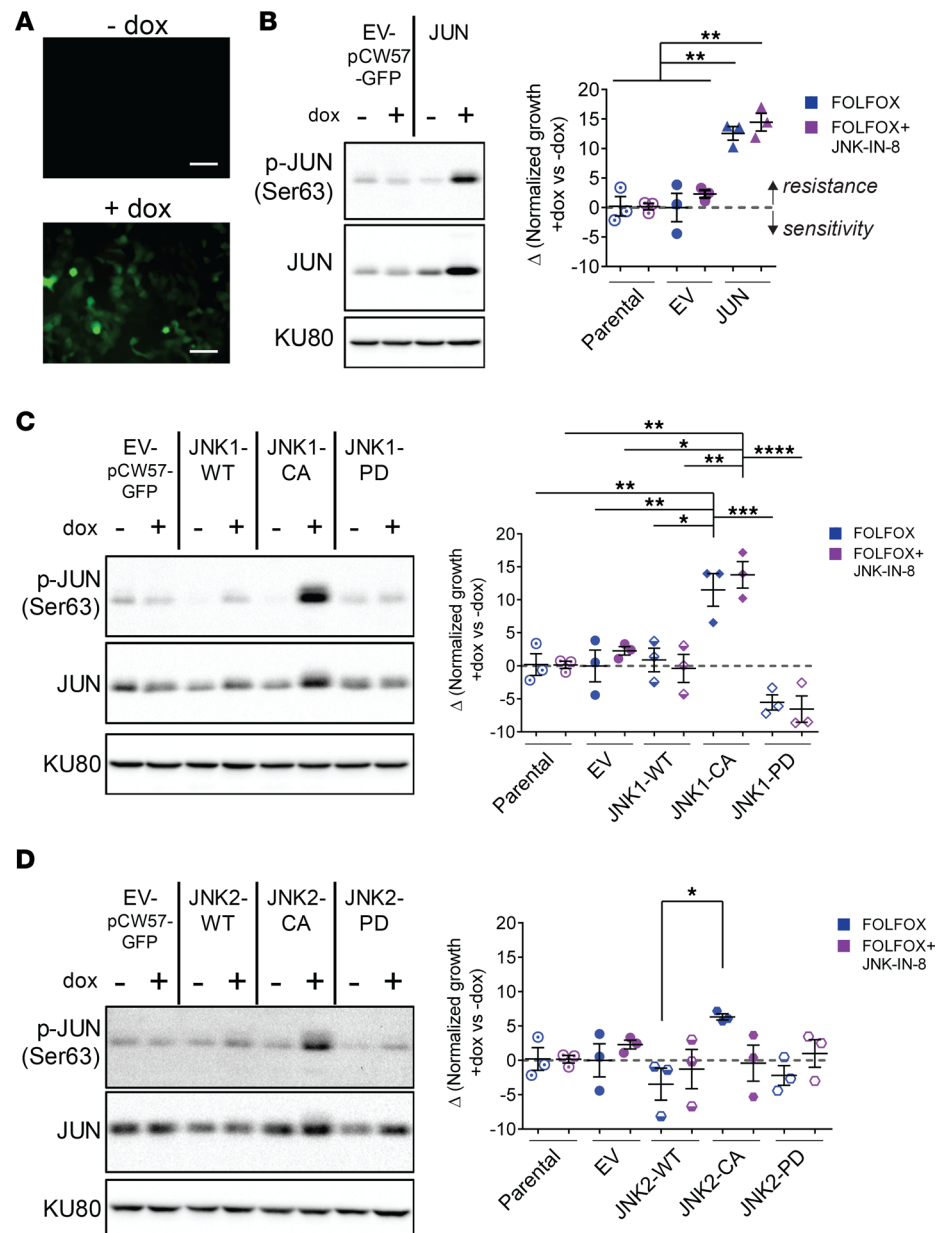 A
- dox
+ dox
B
EV-
pCW57
-GFP
JUN
dox - + - +
p-JUN
(Ser63)
JUN
KU80
**
**
Δ (Normalized growth
+dox vs -dox)
20
15
10
5
0
-5
-10
Parental
EV
JUN
FOLFOX
FOLFOX+
JNK-IN-8
resistance
sensitivity
C
EV-
pCW57-
GFP
JNK1-
WT
JNK1-
CA
JNK1-
PD
dox - + - + - + - +
p-JUN
(Ser63)
JUN
KU80
**
*
**
****
**
**
*
***
Δ (Normalized growth
+dox vs -dox)
20
15
10
5
0
-5
-10
Parental
EV
JNK1-WT
JNK1-CA
JNK1-PD
FOLFOX
FOLFOX+
JNK-IN-8
D
EV-
pCW57-
GFP
JNK2-
WT
JNK2-
CA
JNK2-
PD
dox - + - + - + - +
p-JUN
(Ser63)
JUN
KU80
*
Δ (Normalized growth
+dox vs -dox)
20
15
10
5
0
-5
-10
Parental
EV
JNK2-WT
JNK2-CA
JNK2-PD
FOLFOX
FOLFOX+
JNK-IN-8